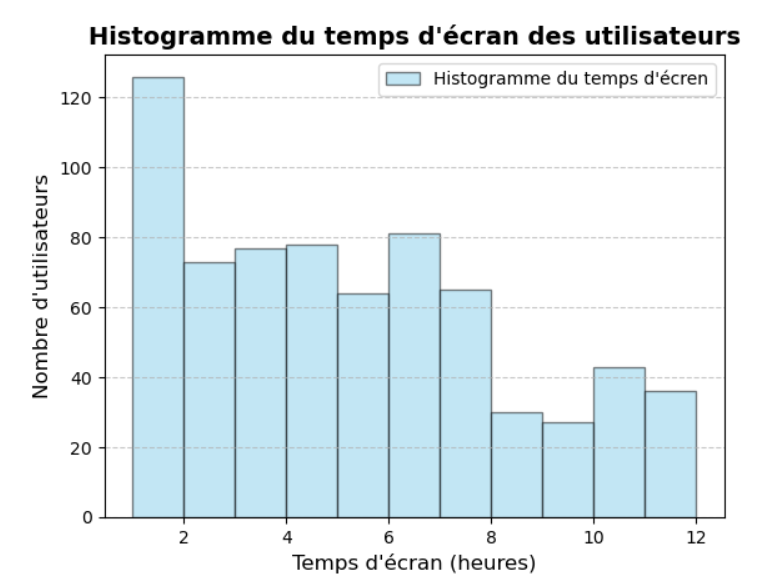 Histogramme du temps d'écran des utilisateurs
Histogramme du temps d'écren
120
100
80
60
40
20
0
Nombre d'utilisateurs
2 4 6 8 10 12
Temps d'écran (heures)